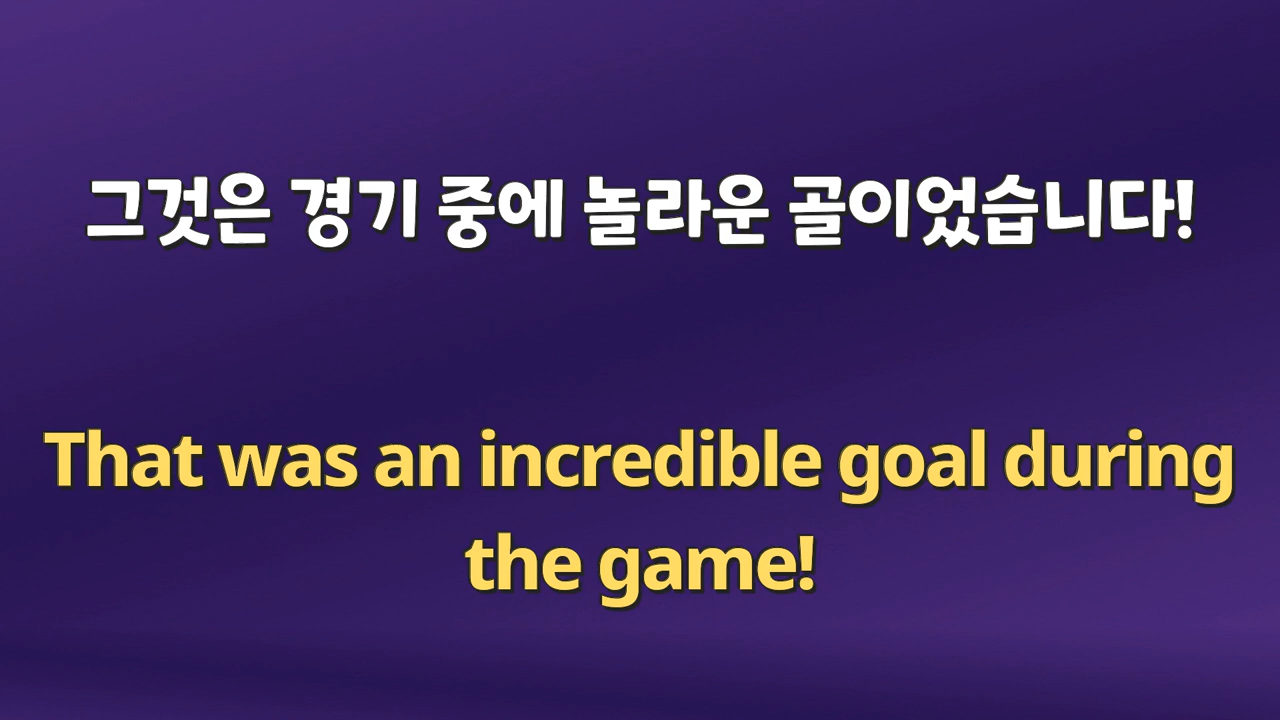 그것은 경기 중에 놀라운 골이었습니다!
That was an incredible goal during
the game!